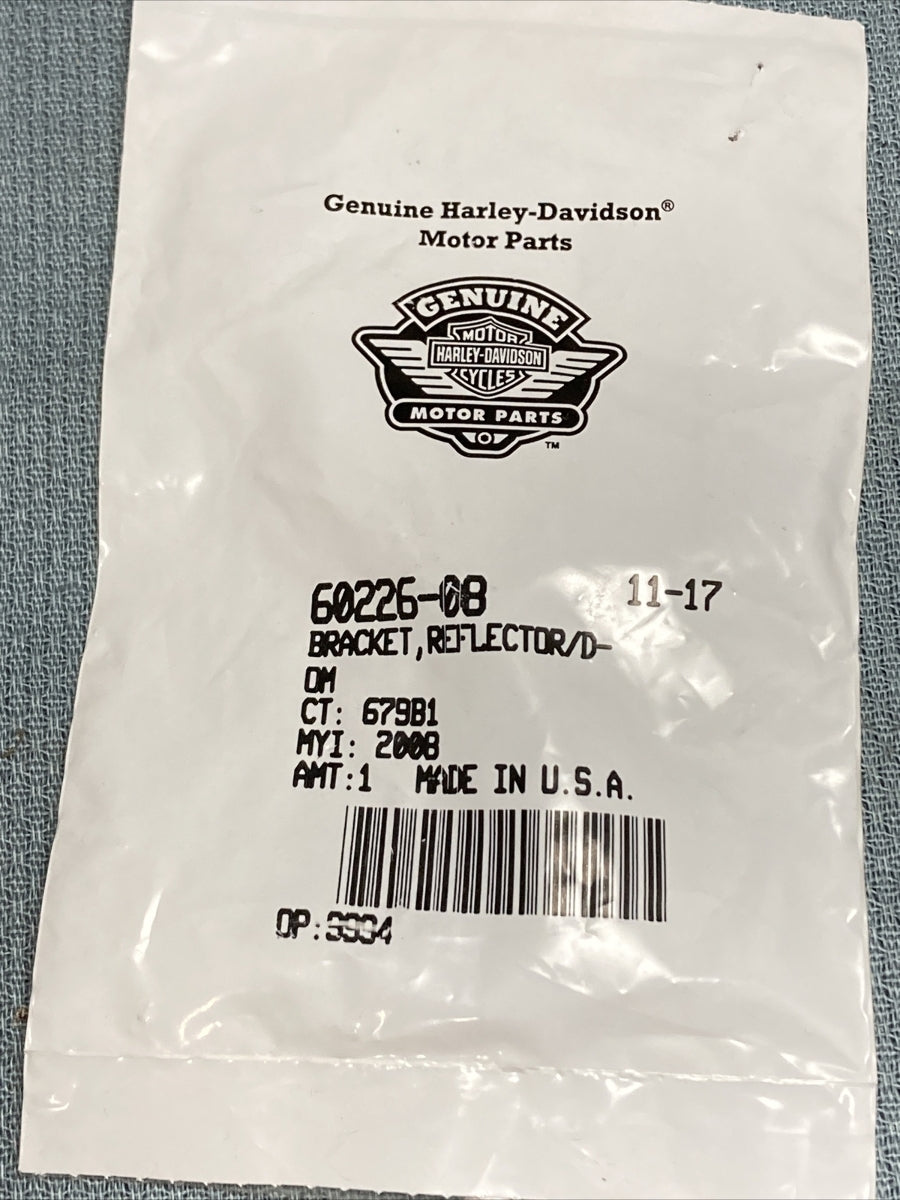 Genuine Harley-Davidson®
Motor Parts
GENUINE
MOTOR
HARLEY-DAVIDSON
CYCLES
MOTOR PARTS
TM
60226-08 11-17
BRACKET,REFLECTOR/D-
OM
CT: 679B1
MYI: 2008
AMT:1 MADE IN U.S.A.
OP: